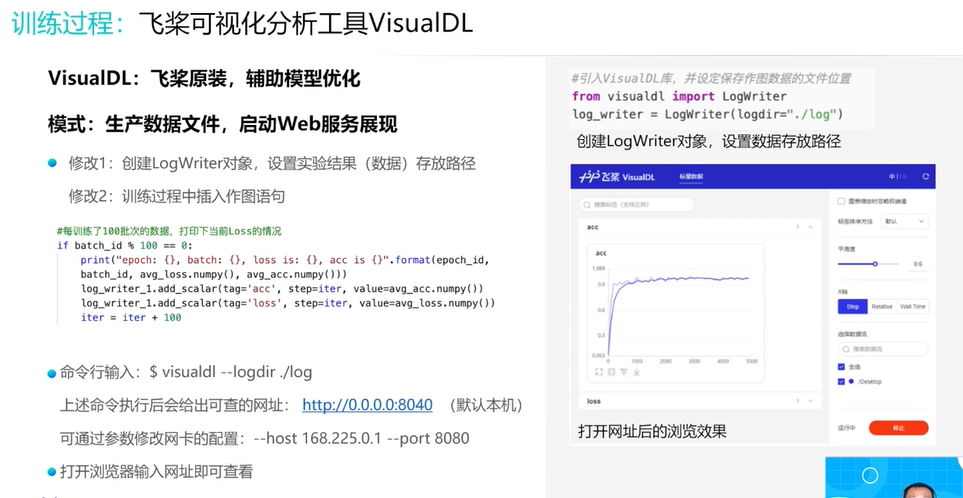 训练过程：飞桨可视化分析工具VisualDL
VisualDL：飞桨原装，辅助模型优化
模式：生产数据文件，启动Web服务展现
修改1：创建LogWriter对象，设置实验结果（数据）存放路径
修改2：训练过程中插入作图语句
#每训练了100批次的数据，打印下当前Loss的情况
if batch_id % 100 == 0:
print("epoch: {}, batch: {}, loss is: {}, acc is {}".format(epoch_id,
batch_id, avg_loss.numpy(), avg_acc.numpy()))
log_writer_1.add_scalar(tag='acc', step=iter, value=avg_acc.numpy())
log_writer_1.add_scalar(tag='loss', step=iter, value=avg_loss.numpy())
iter = iter + 100
命令行输入：$ visualdl --logdir ./log
上述命令执行后会给出可查的网址： http://0.0.0.0:8040 （默认本机）
可通过参数修改网卡的配置：--host 168.225.0.1 --port 8080
打开浏览器输入网址即可查看
#引入VisualDL库，并设定保存作图数据的文件位置
from visualdl import LogWriter
log_writer = LogWriter(logdir="./log")
创建LogWriter对象，设置数据存放路径
飞桨 VisualDL 标量数据 中
搜索标签（支持正则）
acc 1
acc
1.089
0.9
0.6
0.3
0.063
0 1000 2000 3000 4000 5000
loss 1
图表缩放时忽略极端值
标签排序方法 默认
平滑度
0.6
X轴
Step Relative Wall Time
选择数据流
搜索数据流
全选
/Desktop
运行中 停止
打开网址后的浏览效果